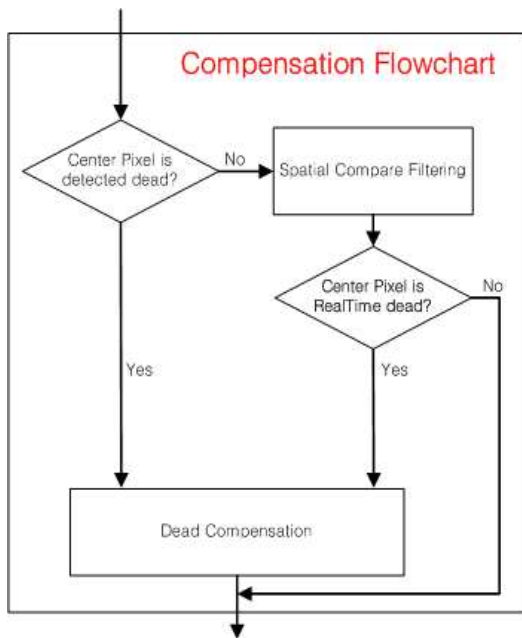 Compensation Flowchart
Center Pixel is
detected dead?
No
Spatial Compare Filtering
Center Pixel is
RealTime dead?
No
Yes
Yes
Dead Compensation